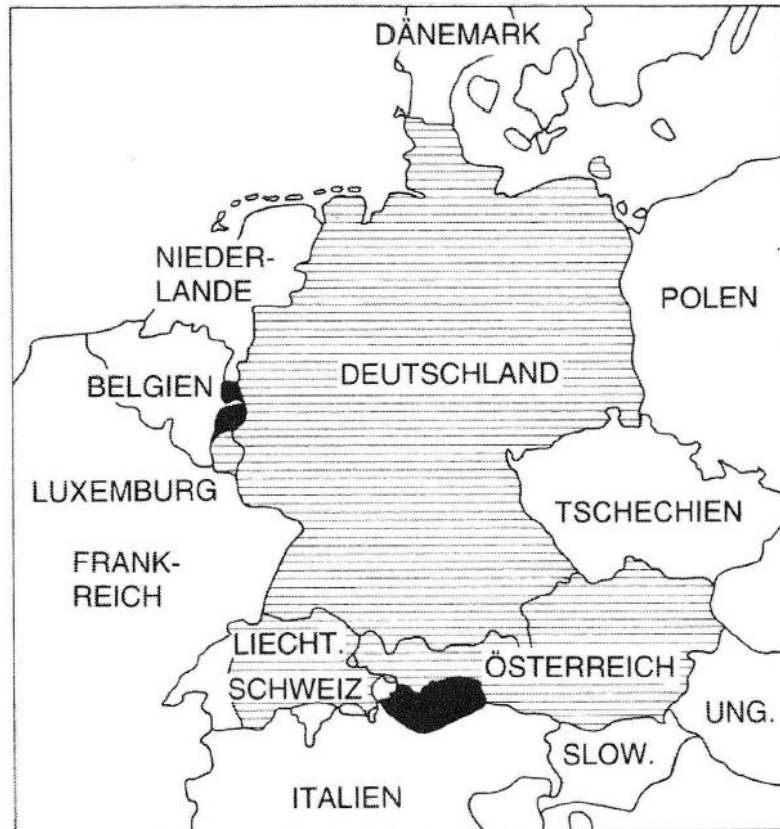 DÄNEMARK
NIEDER-
LANDE
POLEN
BELGIEN
DEUTSCHLAND
LUXEMBURG
TSCHECHIEN
FRANK-
REICH
LIECHT.
ÖSTERREICH
SCHWEIZ
UNG.
SLOW.
ITALIEN